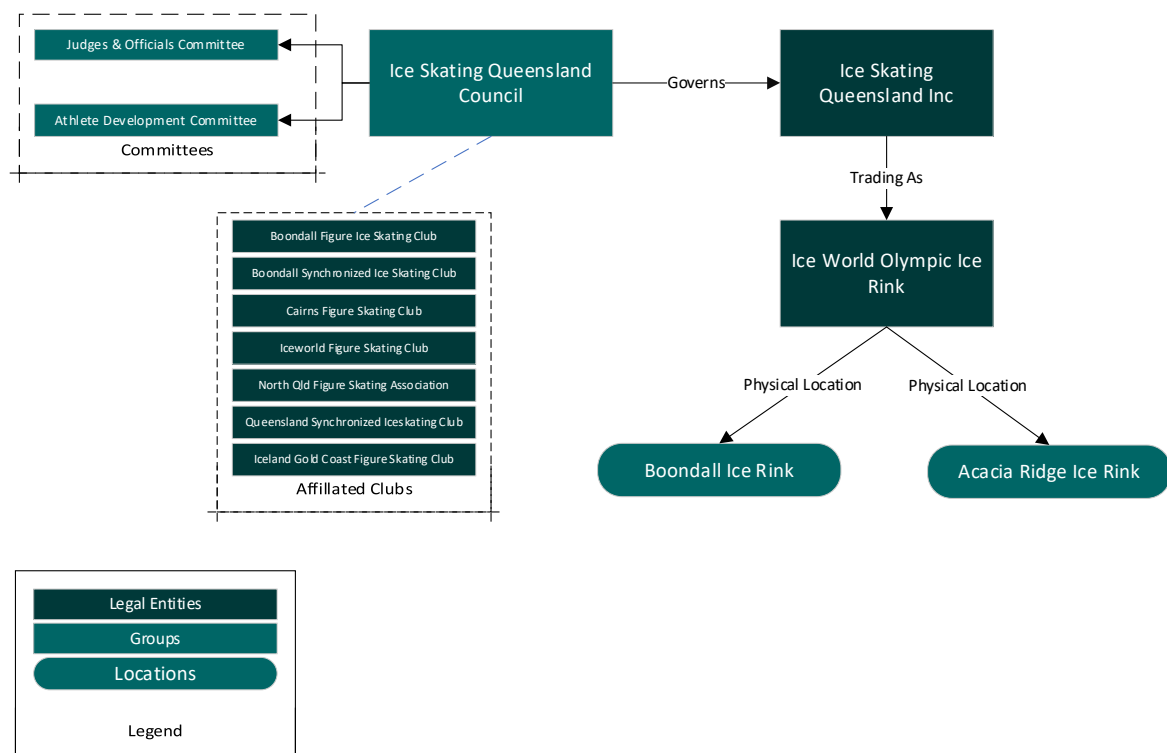 Judges & Officials Committee
Athlete Development Committee
Committees
Ice Skating Queensland
Council
Governs
Ice Skating
Queensland Inc
Trading As
Ice World Olympic Ice
Rink
Physical Location
Physical Location
Boondall Ice Rink
Acacia Ridge Ice Rink
Boondall Figure Ice Skating Club
Boondall Synchronized Ice Skating Club
Cairns Figure Skating Club
Iceworld Figure Skating Club
North Qld Figure Skating Association
Queensland Synchronized Iceskating Club
Iceland Gold Coast Figure Skating Club
Affillated Clubs
Legal Entities
Groups
Locations
Legend